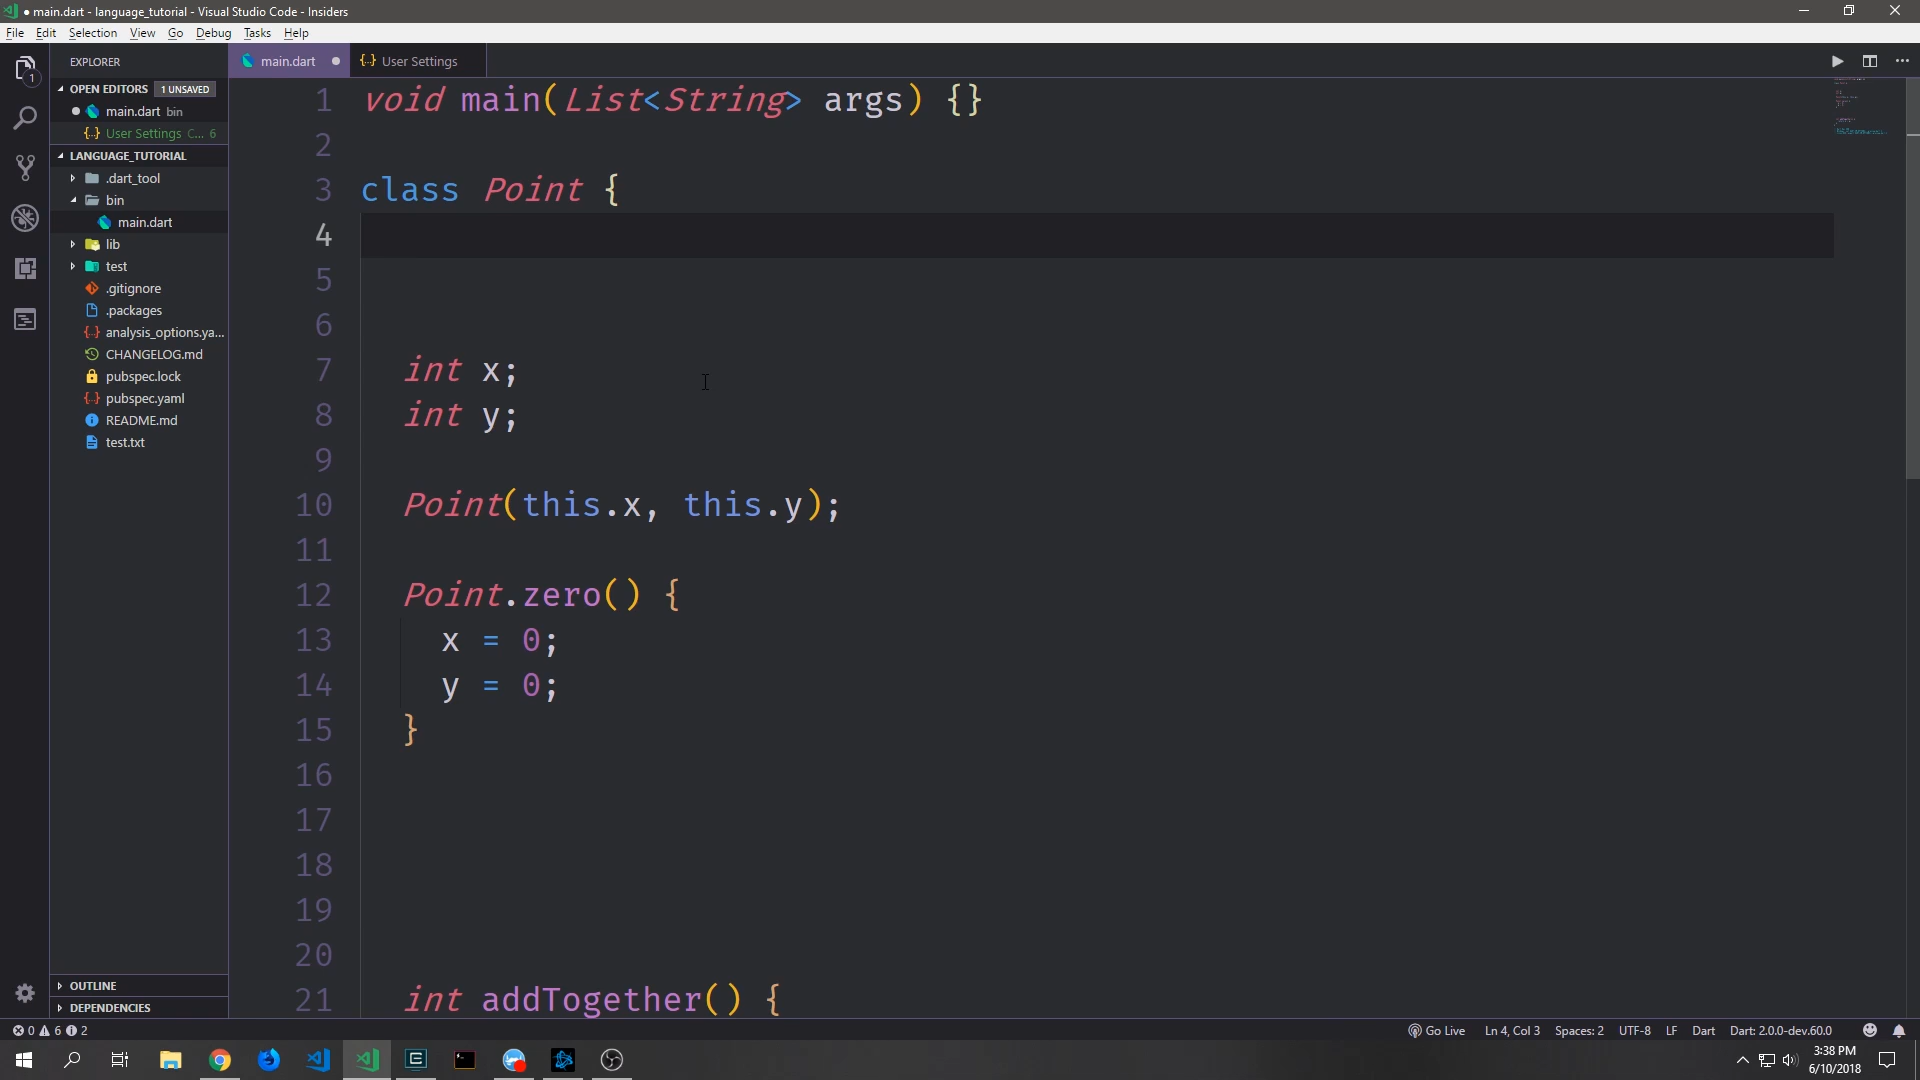 ● main.dart - language_tutorial - Visual Studio Code - Insiders
File Edit Selection View Go Debug Tasks Help
1
EXPLORER
OPEN EDITORS 1 UNSAVED
main.dart bin
User Settings C... 6
LANGUAGE_TUTORIAL
.dart_tool
bin
main.dart
lib
test
.gitignore
.packages
analysis_options.ya...
CHANGELOG.md
pubspec.lock
pubspec.yaml
README.md
test.txt
OUTLINE
DEPENDENCIES
main.dart
User Settings
1 void main(List<String> args) {}
2
3 class Point {
4
5
6
7 int x;
8 int y;
9
10 Point(this.x, this.y);
11
12 Point.zero() {
13 x = 0;
14 y = 0;
15 }
16
17
18
19
20
21 int addTogether() {
0 6 2
Go Live Ln 4, Col 3 Spaces: 2 UTF-8 LF Dart Dart: 2.0.0-dev.60.0
3:38 PM
6/10/2018